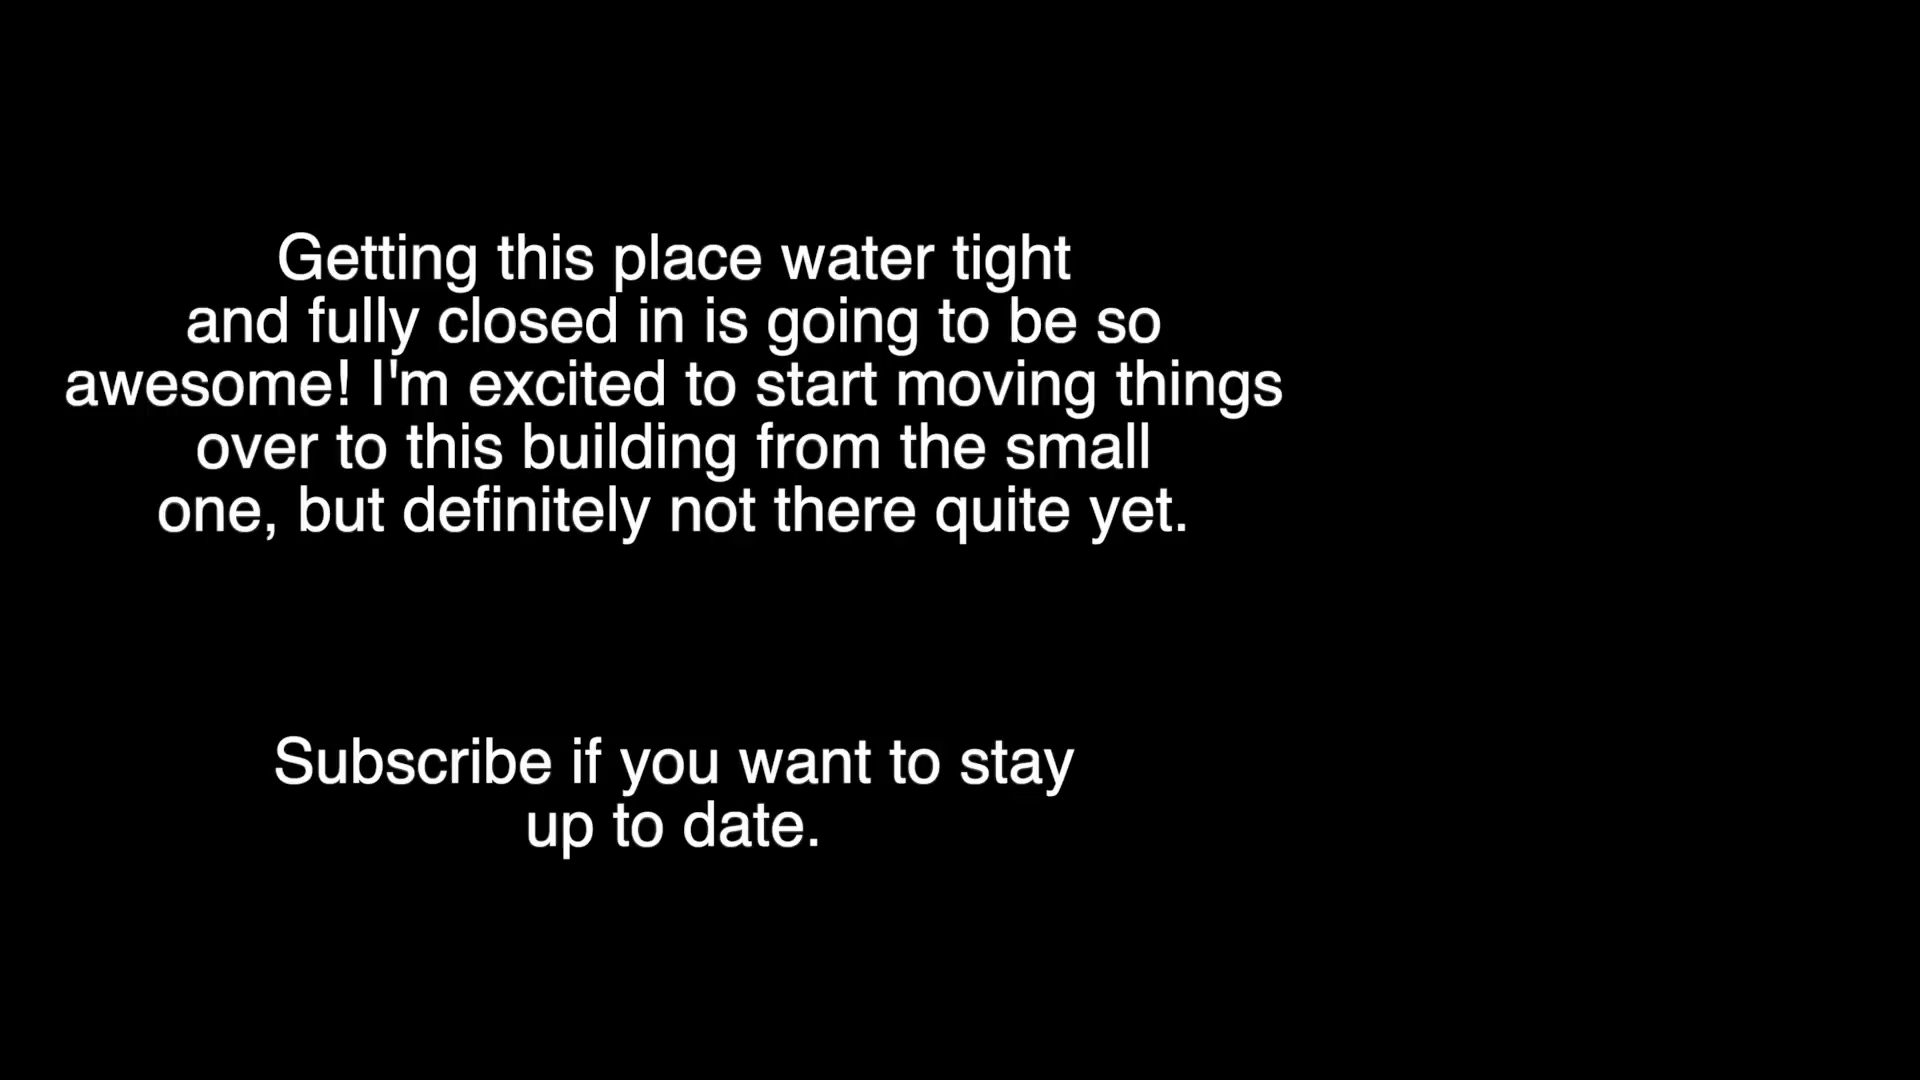 Getting this place water tight
and fully closed in is going to be so
awesome! I'm excited to start moving things
over to this building from the small
one, but definitely not there quite yet.
Subscribe if you want to stay
up to date.